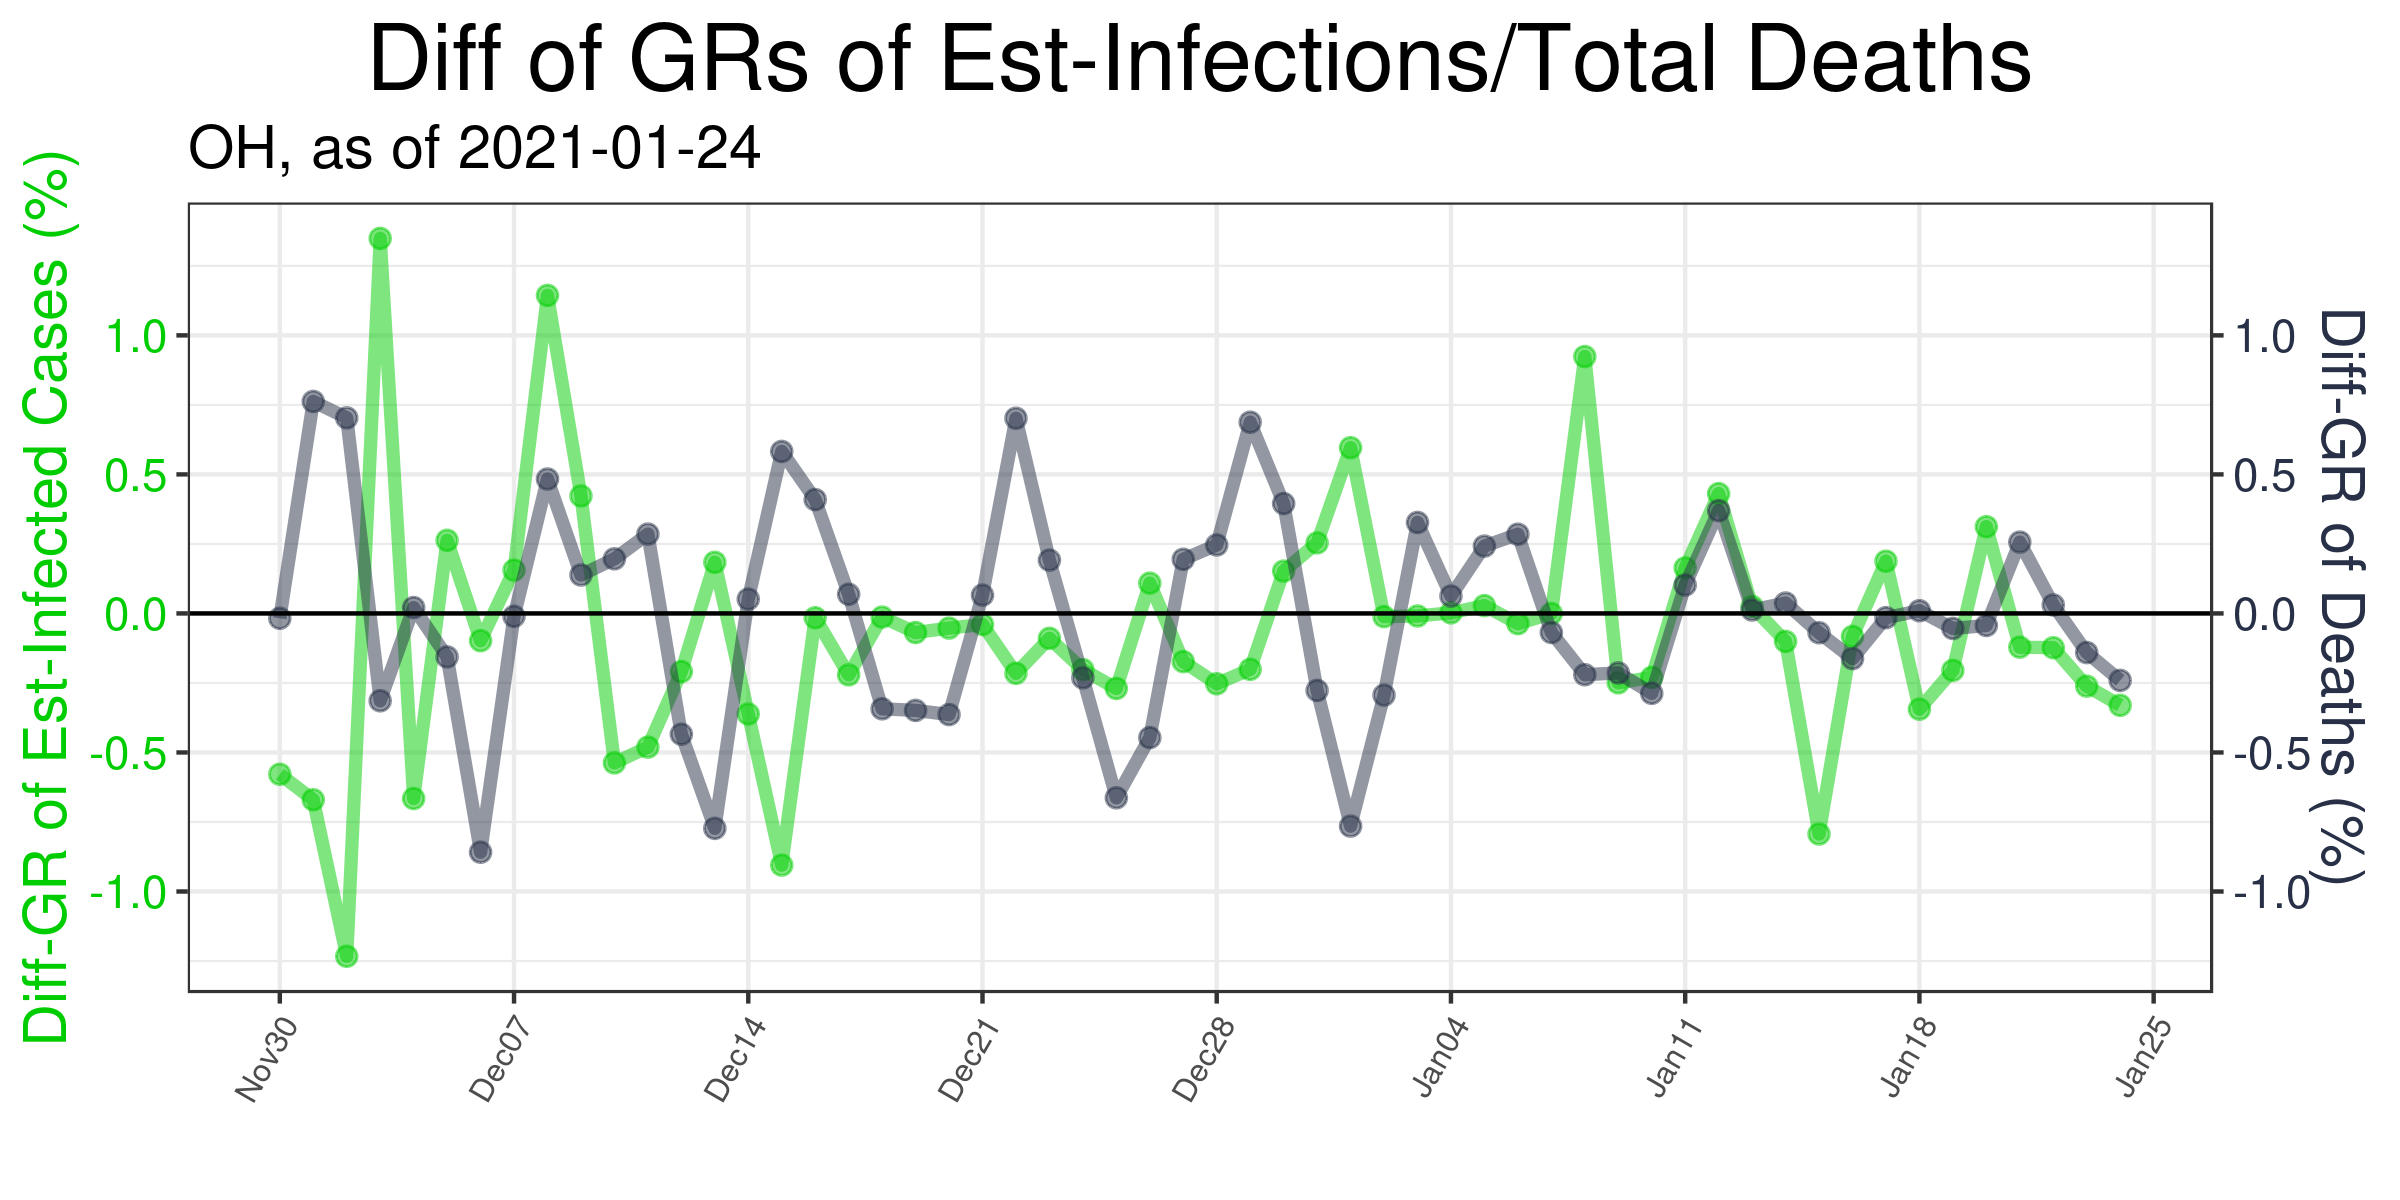 Diff of GRs of Est-Infections/Total Deaths
OH, as of 2021-01-24
Diff-GR of Est-Infected Cases (%)
1.0
0.5
0.0
-0.5
-1.0
1.0
0.5
0.0
-0.5
-1.0
Diff-GR of Deaths (%)
Nov30
Dec07
Dec14
Dec21
Dec28
Jan04
Jan11
Jan18
Jan25